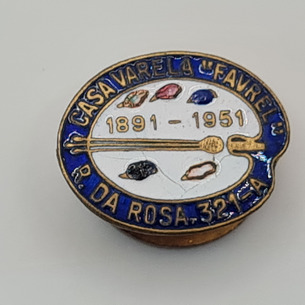 CASA VARELA "FAVREL"
1891 - 1951
R. DA ROSA. 321-A